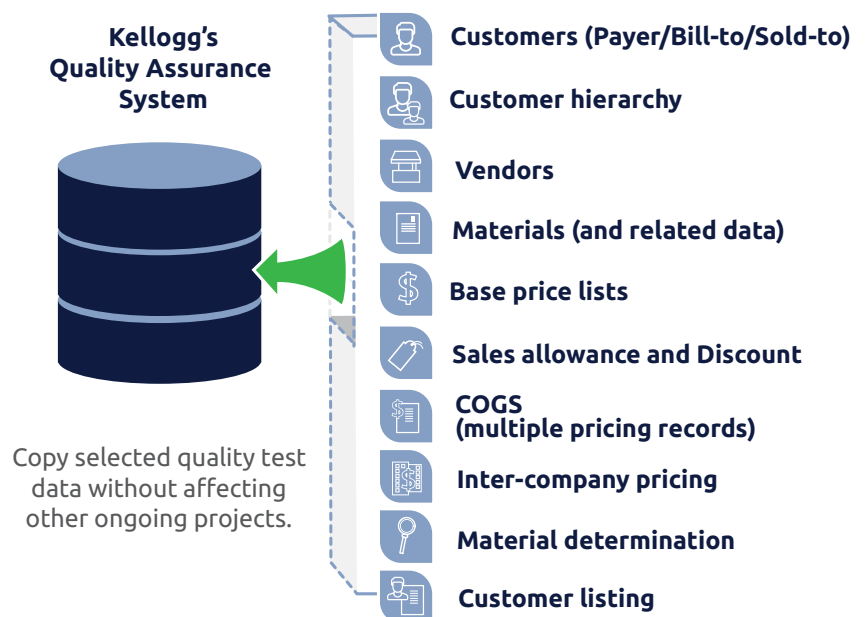 Kellogg's
Quality Assurance
System
Copy selected quality test
data without affecting
other ongoing projects.
Customers (Payer/Bill-to/Sold-to)
Customer hierarchy
Vendors
Materials (and related data)
Base price lists
Sales allowance and Discount
COGS
(multiple pricing records)
Inter-company pricing
Material determination
Customer listing